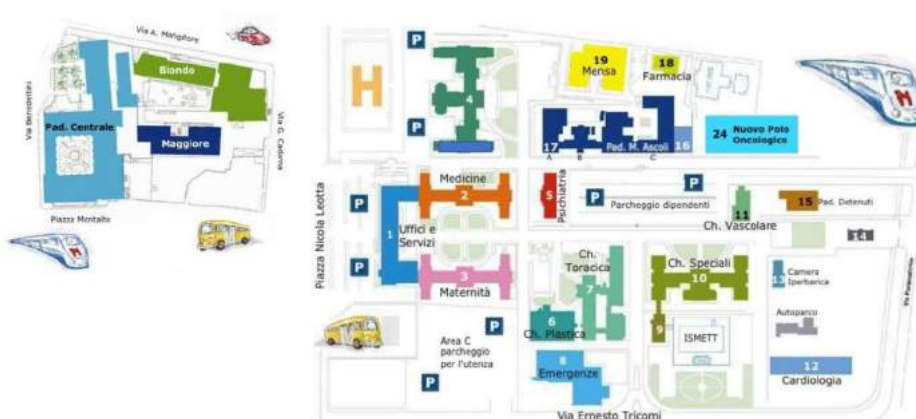 Via A. Marigliore
Biondo
Via Benedettini
Pad. Centrale
Maggiore
Via G. Cadorna
Piazza Montalto
M
P
H
4
P
19
Mensa
18
Farmacia
M
17
A
B
Pad. M. Ascoli
C
16
24 Nuovo Polo
Oncologico
Piazza Nicola Leotta
P
P
1
Uffici e
Servizi
Medicine
2
3
Maternità
5
Psichiatria
P
P
Parcheggio dipendenti
11
Ch. Vascolare
15
Pad. Detenuti
14
Ch.
Toracica
7
Ch. Speciali
10
13
Camera
Iperbarica
6
Ch. Plastica
9
ISMETT
Autoparco
P
Area C
parcheggio
per l'utenza
P
8
Emergenze
12
Cardiologia
Via Ernesto Tricomi